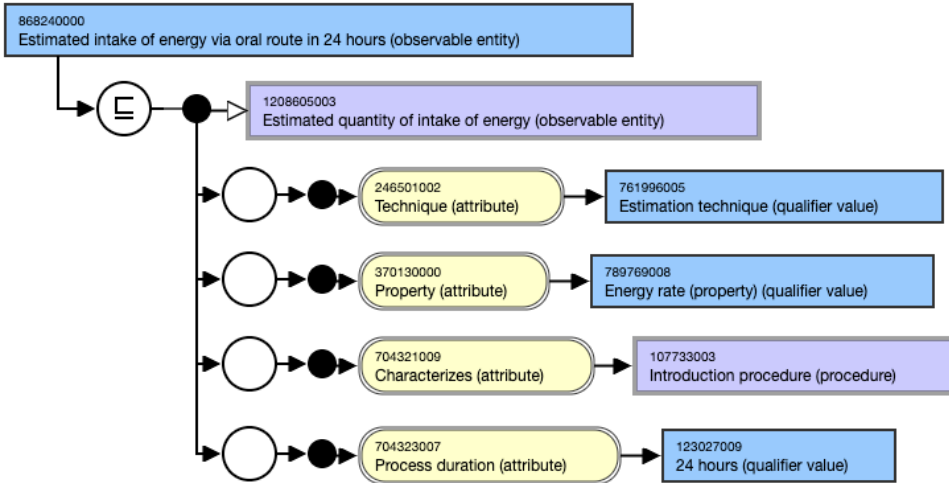 868240000
Estimated intake of energy via oral route in 24 hours (observable entity)
⊑
1208605003
Estimated quantity of intake of energy (observable entity)
246501002
Technique (attribute)
761996005
Estimation technique (qualifier value)
370130000
Property (attribute)
789769008
Energy rate (property) (qualifier value)
704321009
Characterizes (attribute)
107733003
Introduction procedure (procedure)
704323007
Process duration (attribute)
123027009
24 hours (qualifier value)